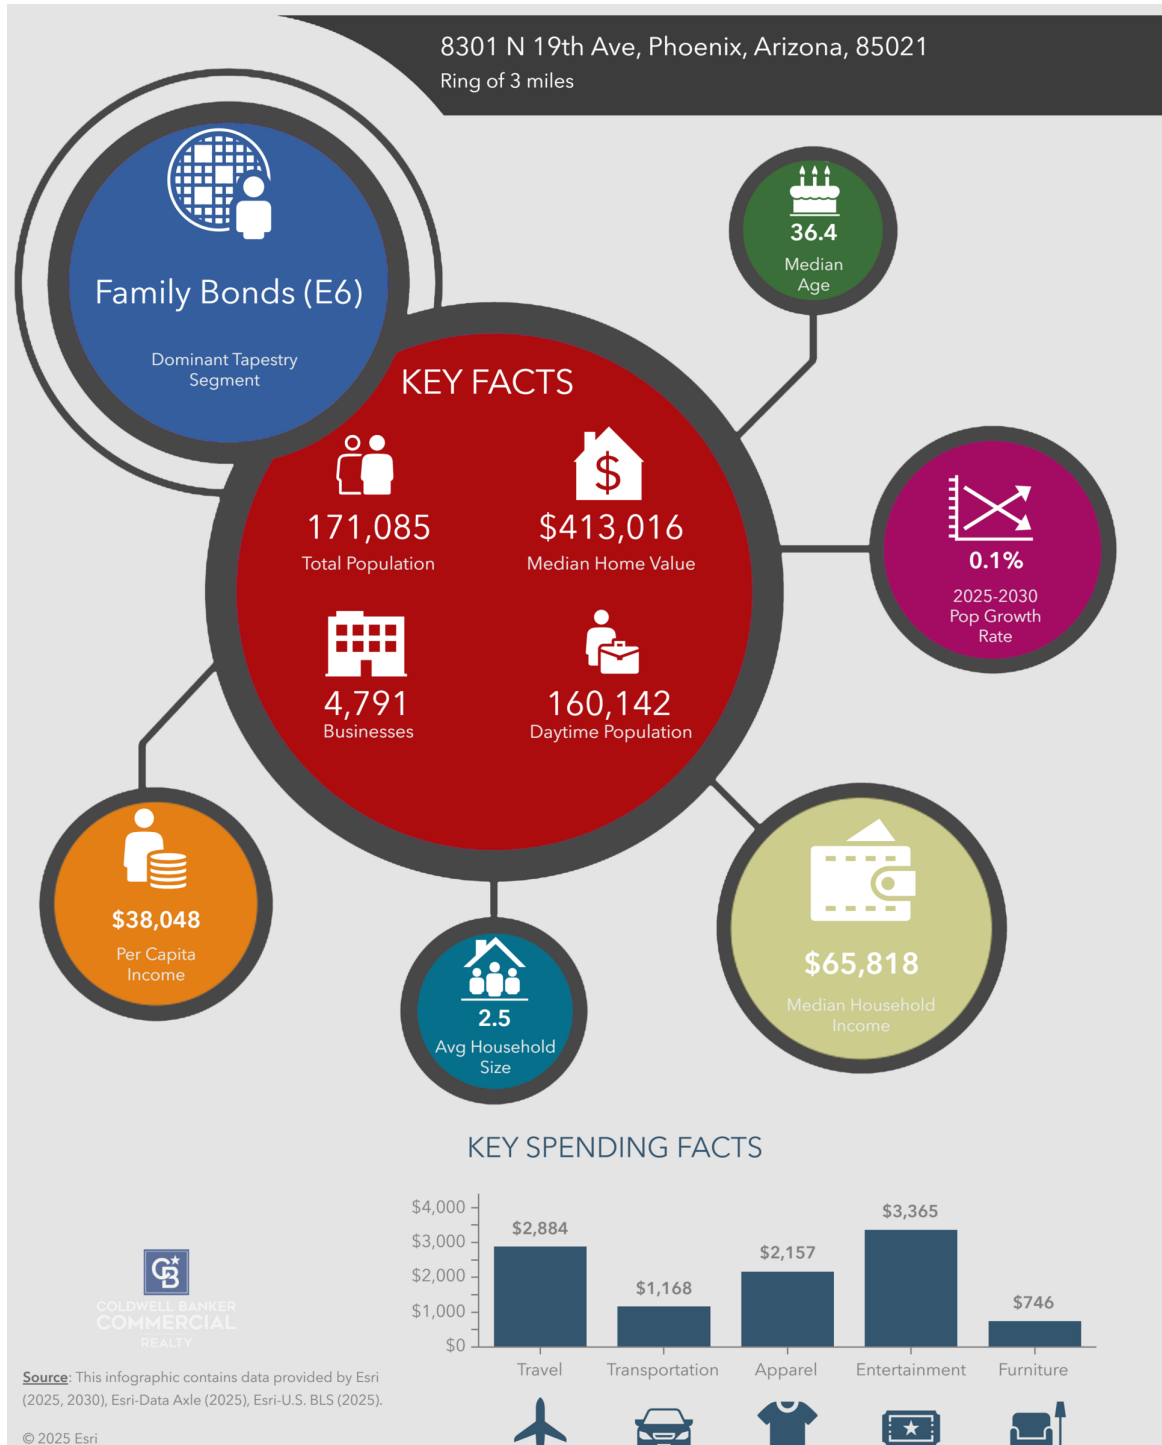 8301 N 19th Ave, Phoenix, Arizona, 85021
Ring of 3 miles
Family Bonds (E6)
Dominant Tapestry
Segment
36.4
Median
Age
KEY FACTS
171,085
Total Population
$413,016
Median Home Value
4,791
Businesses
160,142
Daytime Population
0.1%
2025-2030
Pop Growth
Rate
$38,048
Per Capita
Income
2.5
Avg Household
Size
$65,818
Median Household
Income
KEY SPENDING FACTS
$4,000
$3,000
$2,000
$1,000
$0
$2,884
$1,168
$2,157
$3,365
$746
Travel
Transportation
Apparel
Entertainment
Furniture
CB
COLDWELL BANKER
COMMERCIAL
REALTY
Source: This infographic contains data provided by Esri
(2025, 2030), Esri-Data Axle (2025), Esri-U.S. BLS (2025).
© 2025 Esri